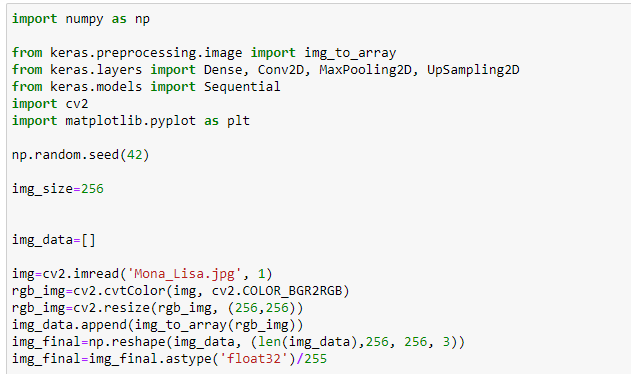 import numpy as np
from keras.preprocessing.image import img_to_array
from keras.layers import Dense, Conv2D, MaxPooling2D, UpSampling2D
from keras.models import Sequential
import cv2
import matplotlib.pyplot as plt
np.random.seed(42)
img_size=256
img_data=[]
img=cv2.imread('Mona_Lisa.jpg', 1)
rgb_img=cv2.cvtColor(img, cv2.COLOR_BGR2RGB)
rgb_img=cv2.resize(rgb_img, (256,256))
img_data.append(img_to_array(rgb_img))
img_final=np.reshape(img_data, (len(img_data),256, 256, 3))
img_final=img_final.astype('float32')/255